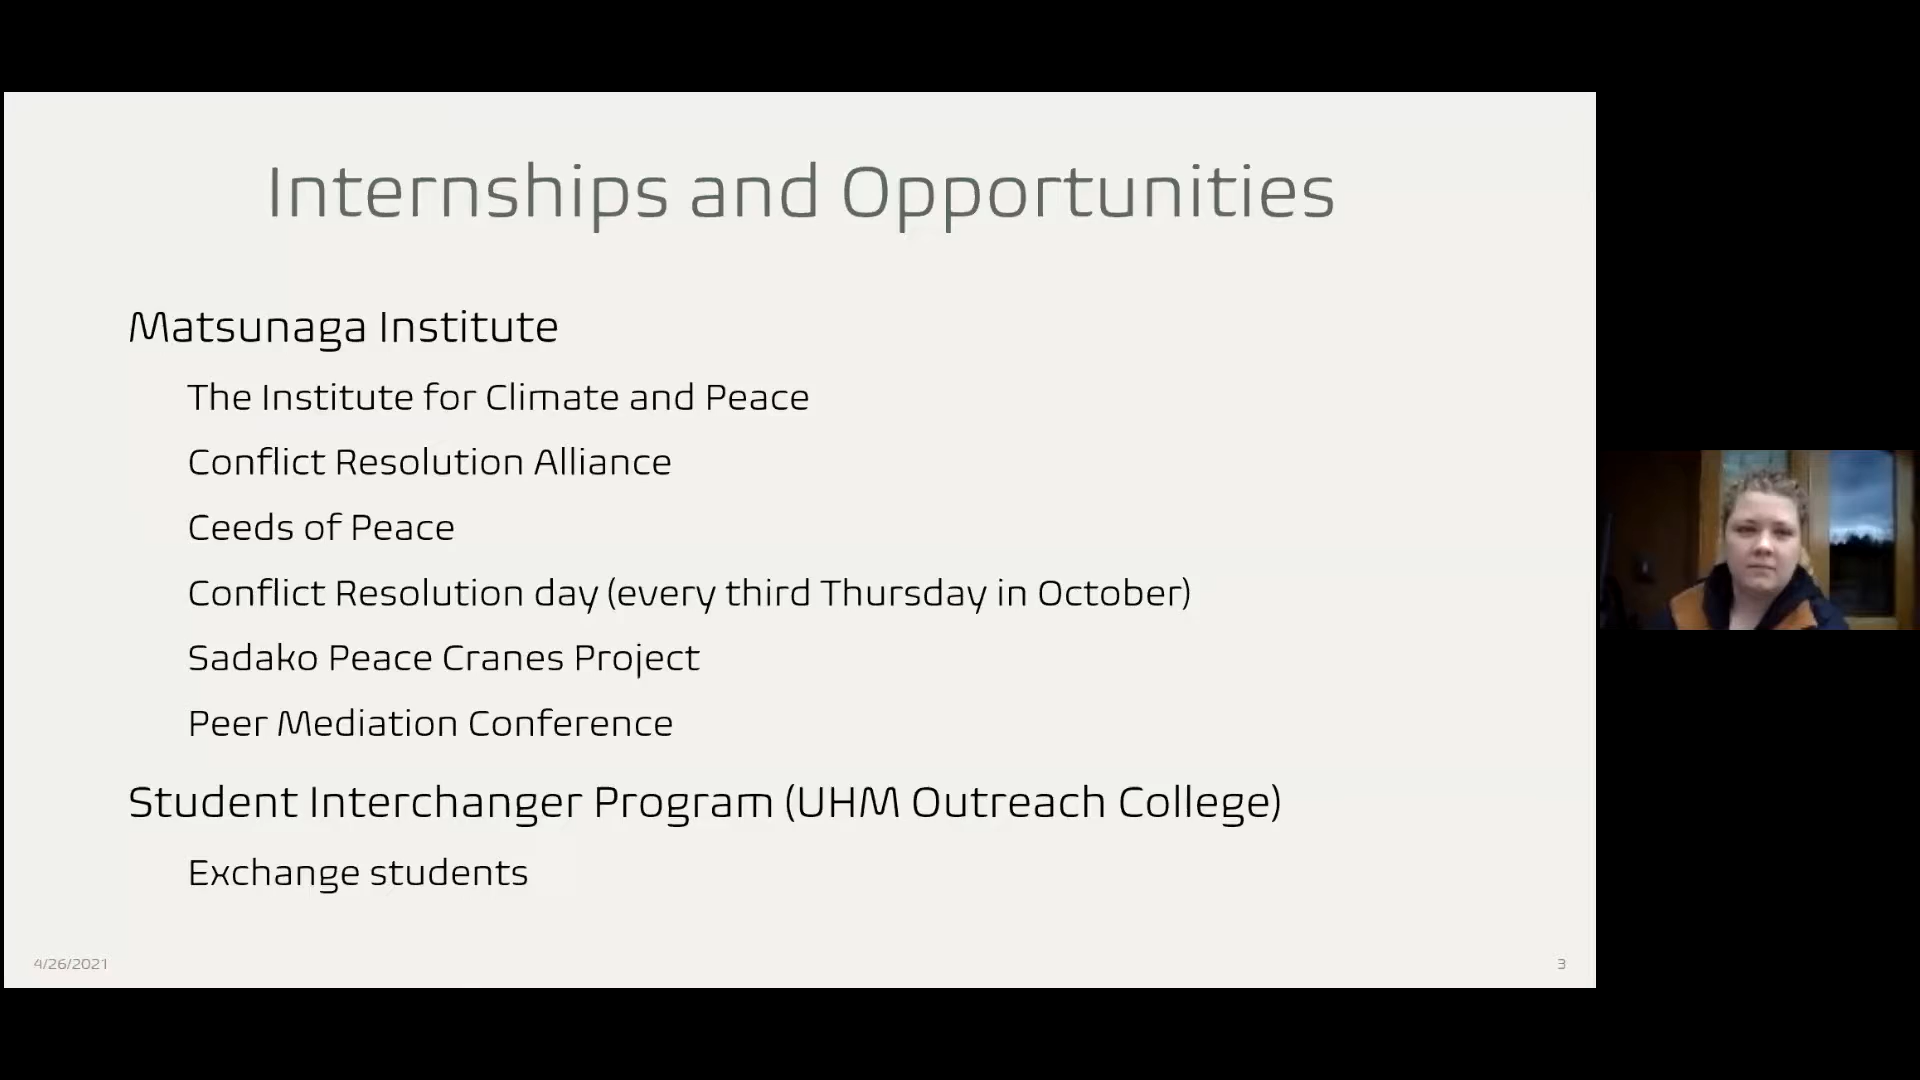 Internships and Opportunities
Matsunaga Institute
The Institute for Climate and Peace
Conflict Resolution Alliance
Ceeds of Peace
Conflict Resolution day (every third Thursday in October)
Sadako Peace Cranes Project
Peer Mediation Conference
Student Interchanger Program (UHM Outreach College)
Exchange students
4/26/2021
3